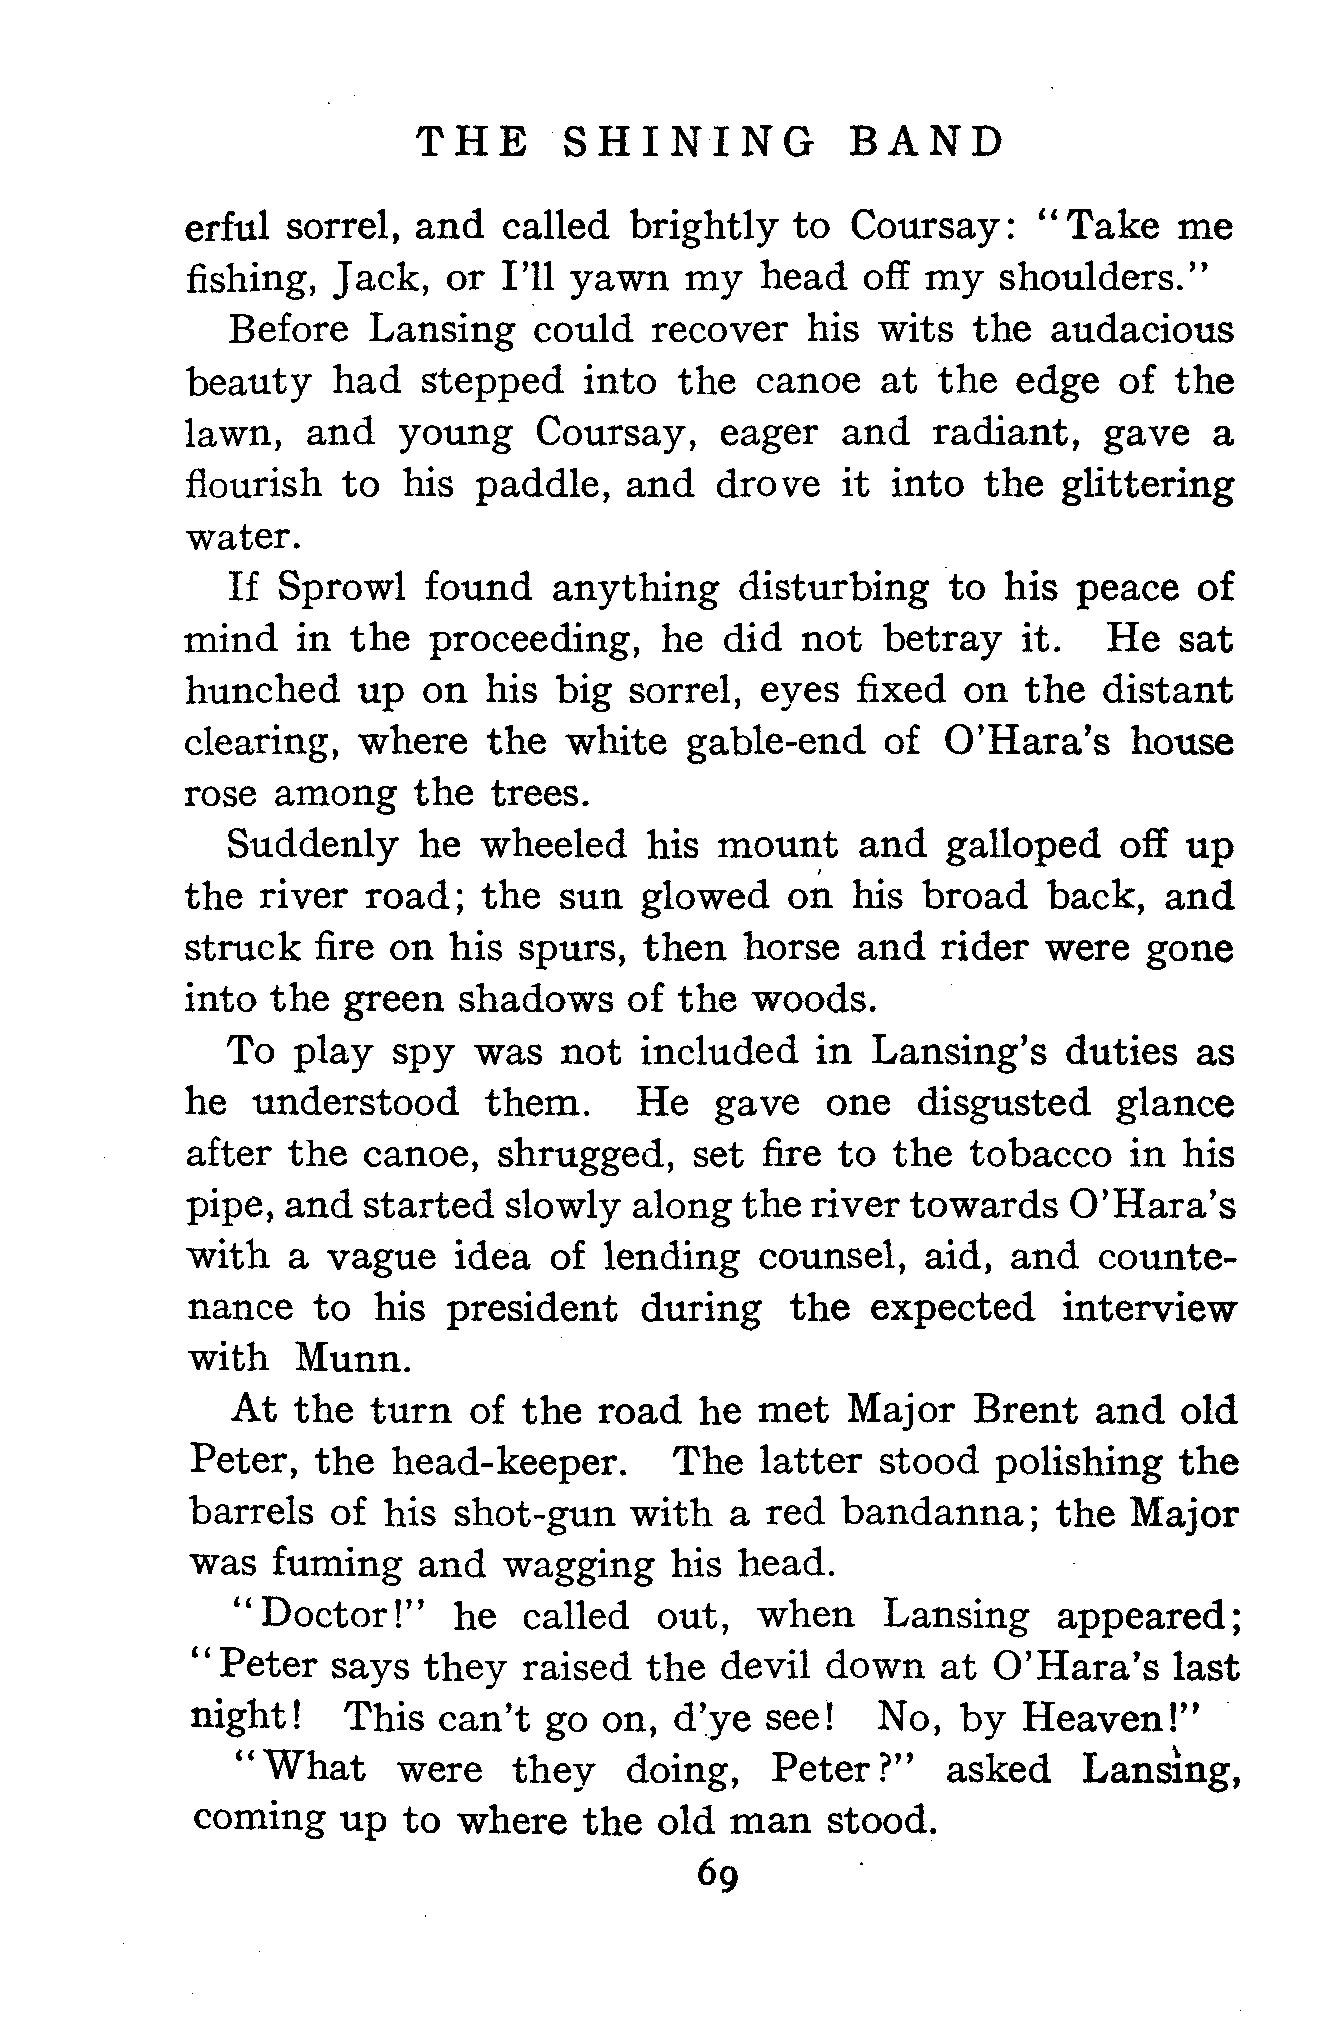 THE SHINING BAND
erful sorrel, and called brightly to Coursay: "Take me
fishing, Jack, or I'll yawn my head off my shoulders."
Before Lansing could recover his wits the audacious
beauty had stepped into the canoe at the edge of the
lawn, and young Coursay, eager and radiant, gave a
flourish to his paddle, and drove it into the glittering
water.
If Sprowl found anything disturbing to his peace of
mind in the proceeding, he did not betray it. He sat
hunched up on his big sorrel, eyes fixed on the distant
clearing, where the white gable-end of O'Hara's house
rose among the trees.
Suddenly he wheeled his mount and galloped off up
the river road; the sun glowed on his broad back, and
struck fire on his spurs, then horse and rider were gone
into the green shadows of the woods.
To play spy was not included in Lansing's duties as
he understood them. He gave one disgusted glance
after the canoe, shrugged, set fire to the tobacco in his
pipe, and started slowly along the river towards O'Hara's
with a vague idea of lending counsel, aid, and counte-
nance to his president during the expected interview
with Munn.
At the turn of the road he met Major Brent and old
Peter, the head-keeper. The latter stood polishing the
barrels of his shot-gun with a red bandanna; the Major
was fuming and wagging his head.
"Doctor!" he called out, when Lansing appeared;
"Peter says they raised the devil down at O'Hara's last
night! This can't go on, d'ye see! No, by Heaven!"
"What were they doing, Peter?" asked Lansing,
coming up to where the old man stood.
69